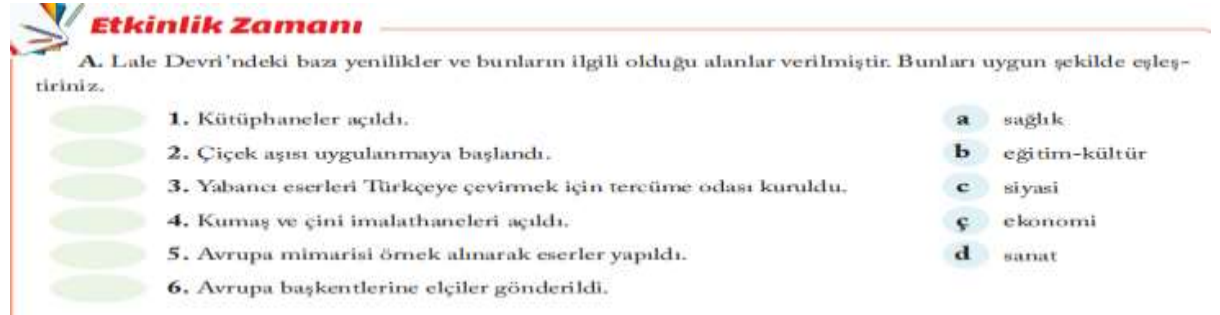 Etkinlik Zamanı
A. Lale Devri'ndeki bazı yenilikler ve bunların ilgili olduğu alanlar verilmiştir. Bunları uygun şekilde eşleş-
tiriniz.
1. Kütüphaneler açıldı. a sağlık
2. Çiçek aşısı uygulanmaya başlandı. b eğitim-kültür
3. Yabancı eserleri Türkçeye çevirmek için tercüme odası kuruldu. c siyasi
4. Kumaş ve çini imalathaneleri açıldı. ç ekonomi
5. Avrupa mimarisi örnek alınarak eserler yapıldı. d sanat
6. Avrupa başkentlerine elçiler gönderildi.